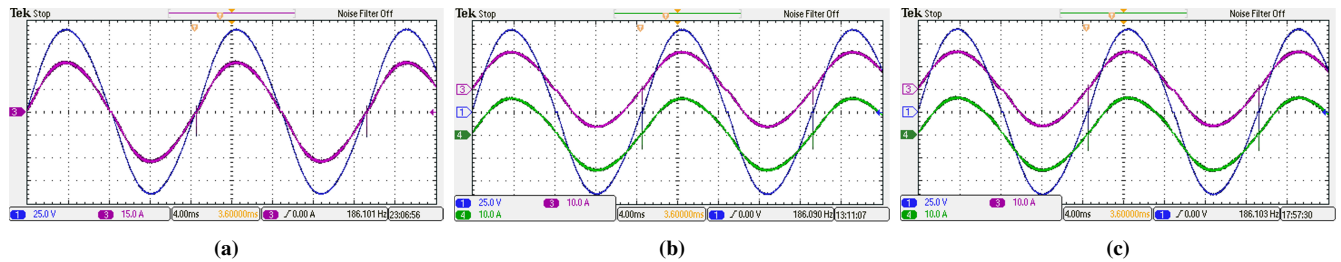 Tek Stop Noise Filter Off
3
1 25.0 V 3 15.0 A 4.00ms 3.60000ms 3 / 0.00 A 186.101 Hz 23:06:56
(a)
Tek Stop Noise Filter Off
3
1
4
1 25.0 V 3 10.0 A
4 10.0 A 4.00ms 3.60000ms 1 / 0.00 V 186.090 Hz 13:11:07
(b)
Tek Stop Noise Filter Off
3
1
4
1 25.0 V 3 10.0 A
4 10.0 A 4.00ms 3.60000ms 1 / 0.00 V 186.103 Hz 17:57:30
(c)